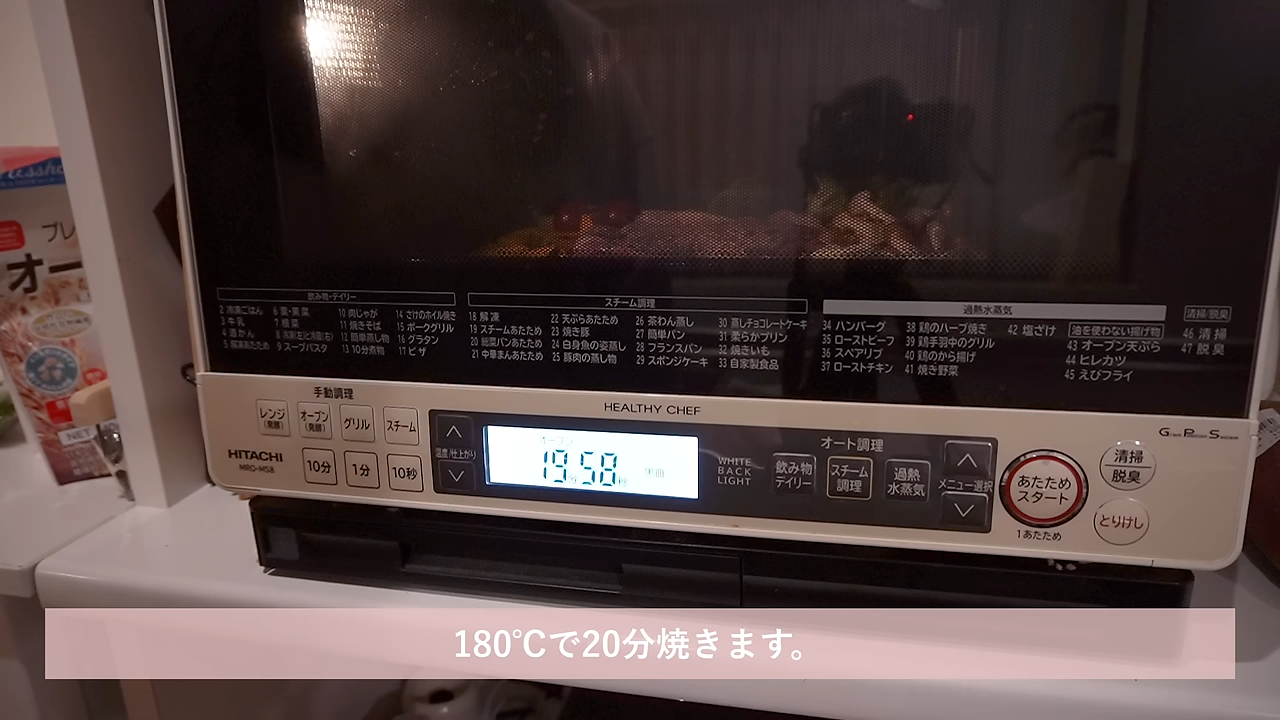 プレ
オー
飲み物・デイリー
2 冷凍ごはん
3 牛乳
4 酒かん
5 解凍あたため
6 葉・果菜
7 根菜
9 スープパスタ
10 肉じゃが
11 焼きそば
12 簡単蒸し物
13 10分煮物
14 さけのホイル焼き
15 ポークグリル
16 グラタン
17 ピザ
スチーム調理
18 解凍
19 スチームあたため
20 総菜パンあたため
21 中華まんあたため
22 天ぷらあたため
23 焼き豚
24 白身魚の姿蒸し
25 豚肉の蒸し物
26 茶わん蒸し
27 簡単パン
28 フランスパン
29 スポンジケーキ
30 蒸しチョコレートケーキ
31 柔らかプリン
32 焼きいも
33 自家製食品
過熱水蒸気
34 ハンバーグ
35 ローストビーフ
36 スペアリブ
37 ローストチキン
38 鶏のハーブ焼き
39 鶏手羽中のグリル
40 鶏のから揚げ
41 焼き野菜
42 塩ざけ
油を使わない揚げ物
43 オーブン天ぷら
44 ヒレカツ
45 えびフライ
清掃/脱臭
46 清掃
47 脱臭
手動調理
HEALTHY CHEF
レンジ
(発酵)
オーブン
(発酵)
グリル
スチーム
HITACHI
MRO-MS8
10分
1分
10秒
温度/仕上がり
オーブン
19分58秒
WHITE
BACK
LIGHT
オート調理
飲み物
デイリー
スチーム
調理
過熱
水蒸気
メニュー選択
あたため
スタート
1あたため
清掃
脱臭
とりけし
180℃で20分焼きます。